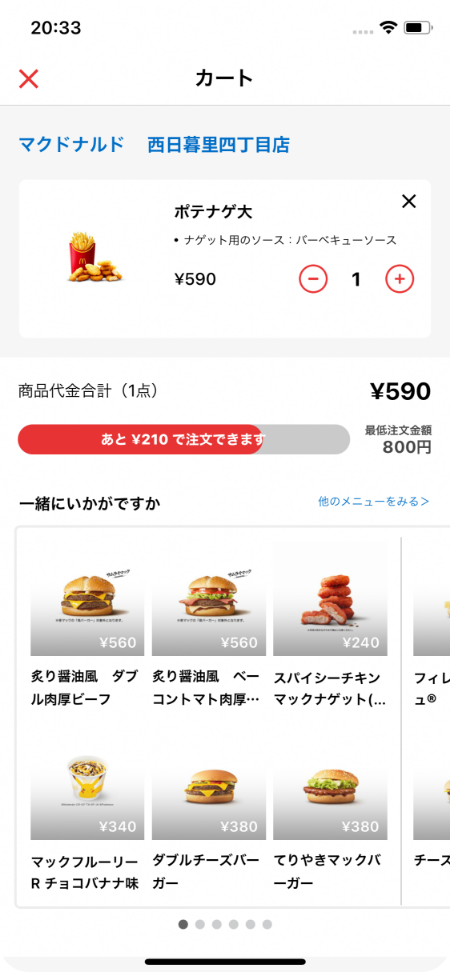 20:33
カート
マクドナルド 西日暮里四丁目店
ポテナゲ大
• ナゲット用のソース：バーベキューソース
¥590
1
商品代金合計（1点）
¥590
あと ¥210 で注文できます
最低注文金額
800円
一緒にいかがですか
他のメニューをみる＞
¥560
¥560
¥240
炙り醤油風 ダブ
ル肉厚ビーフ
炙り醤油風 ベー
コントマト肉厚…
スパイシーチキン
マックナゲット(...
フィレ
ュ®
¥340
¥380
¥380
マックフルーリー
R チョコバナナ味
ダブルチーズバー
ガー
てりやきマックバ
ーガー
チース